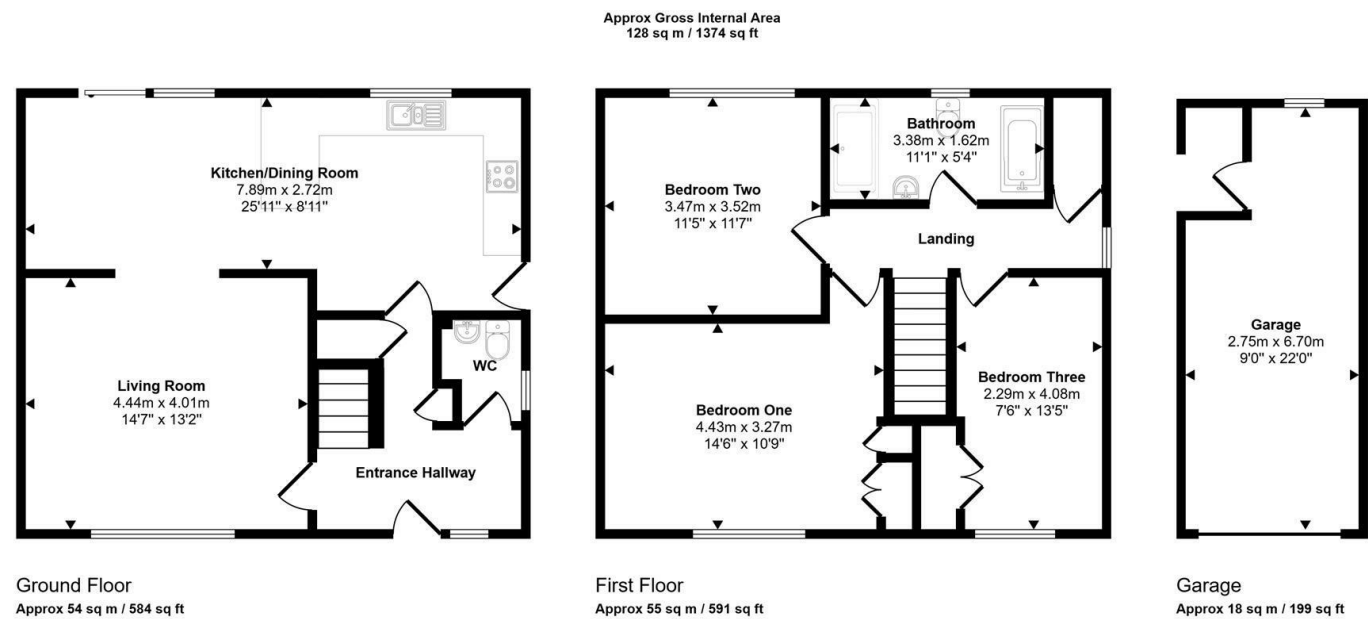 Approx Gross Internal Area
128 sq m / 1374 sq ft
Kitchen/Dining Room
7.89m x 2.72m
25'11" x 8'11"
Living Room
4.44m x 4.01m
14'7" x 13'2"
WC
Entrance Hallway
Ground Floor
Approx 54 sq m / 584 sq ft
Bedroom Two
3.47m x 3.52m
11'5" x 11'7"
Bathroom
3.38m x 1.62m
11'1" x 5'4"
Landing
Bedroom One
4.43m x 3.27m
14'6" x 10'9"
Bedroom Three
2.29m x 4.08m
7'6" x 13'5"
First Floor
Approx 55 sq m / 591 sq ft
Garage
2.75m x 6.70m
9'0" x 22'0"
Garage
Approx 18 sq m / 199 sq ft